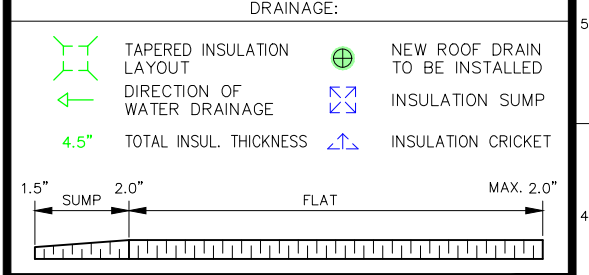 DRAINAGE:
TAPERED INSULATION
LAYOUT
NEW ROOF DRAIN
TO BE INSTALLED
DIRECTION OF
WATER DRAINAGE
INSULATION SUMP
4.5" TOTAL INSUL. THICKNESS
INSULATION CRICKET
1.5" 2.0" MAX. 2.0"
SUMP FLAT
5
4